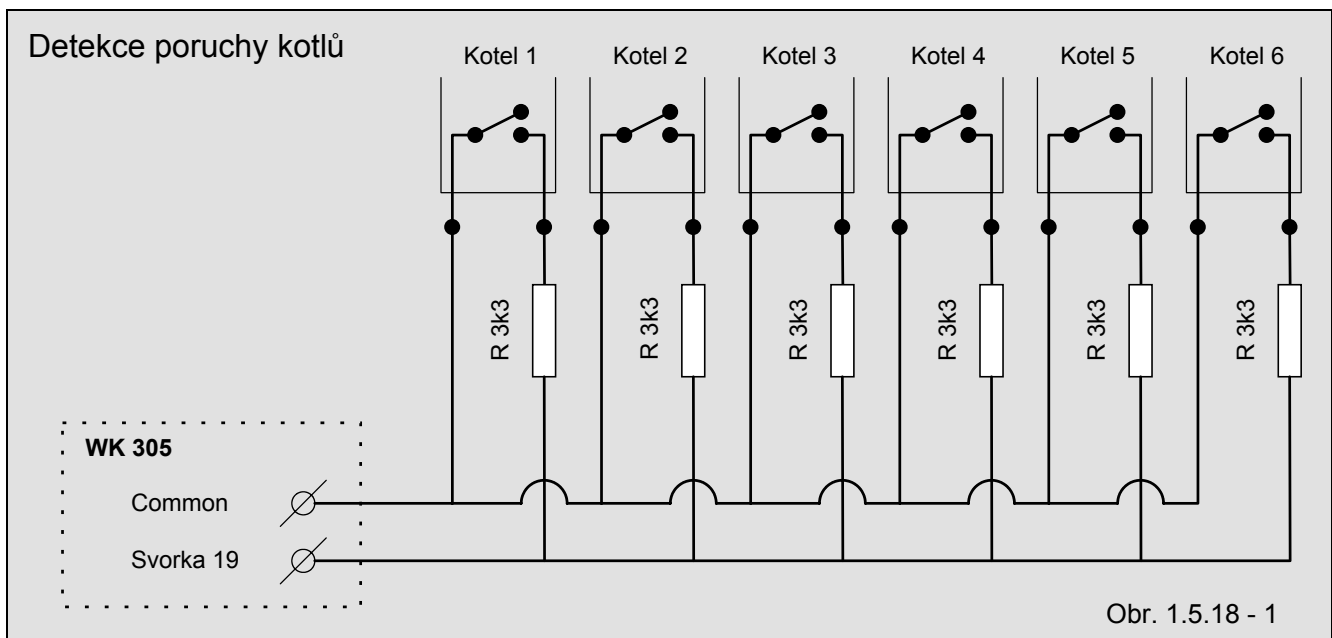 Detekce poruchy kotlů
Kotel 1 Kotel 2 Kotel 3 Kotel 4 Kotel 5 Kotel 6
R 3k3 R 3k3 R 3k3 R 3k3 R 3k3 R 3k3
WK 305
Common
Svorka 19
Obr. 1.5.18 - 1